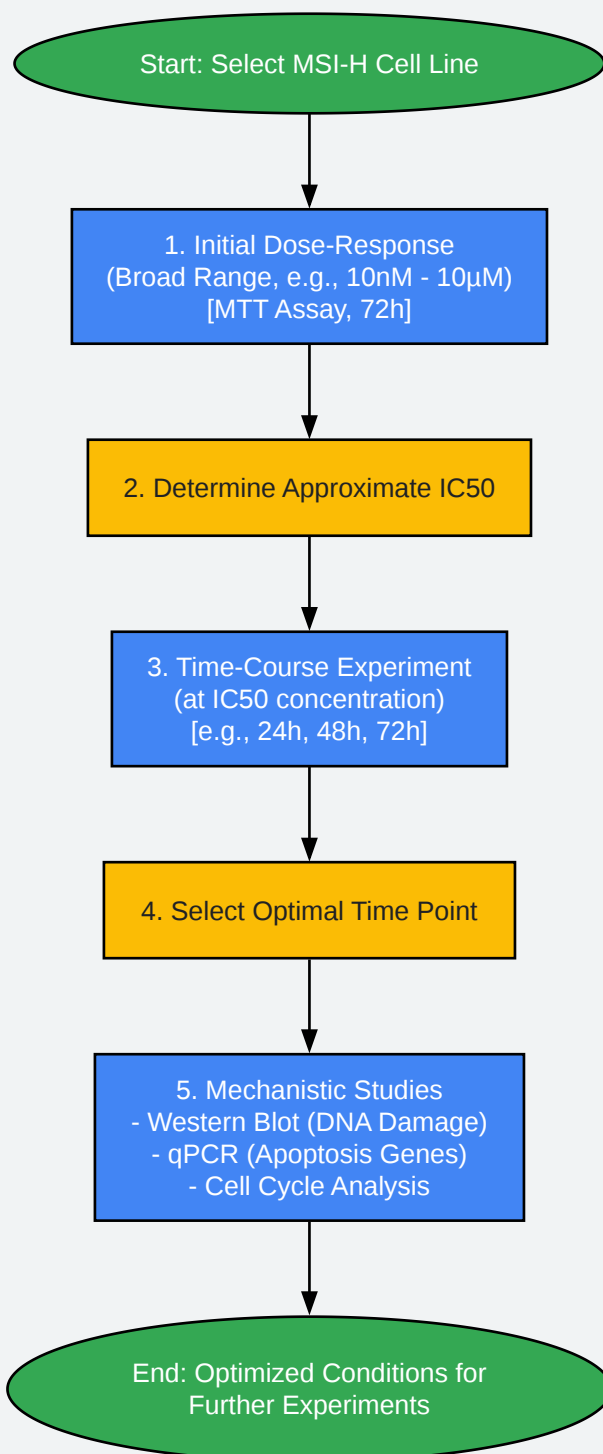 Start: Select MSI-H Cell Line
1. Initial Dose-Response
(Broad Range, e.g., 10nM - 10µM)
[MTT Assay, 72h]
2. Determine Approximate IC50
3. Time-Course Experiment
(at IC50 concentration)
[e.g., 24h, 48h, 72h]
4. Select Optimal Time Point
5. Mechanistic Studies
- Western Blot (DNA Damage)
- qPCR (Apoptosis Genes)
- Cell Cycle Analysis
End: Optimized Conditions for
Further Experiments